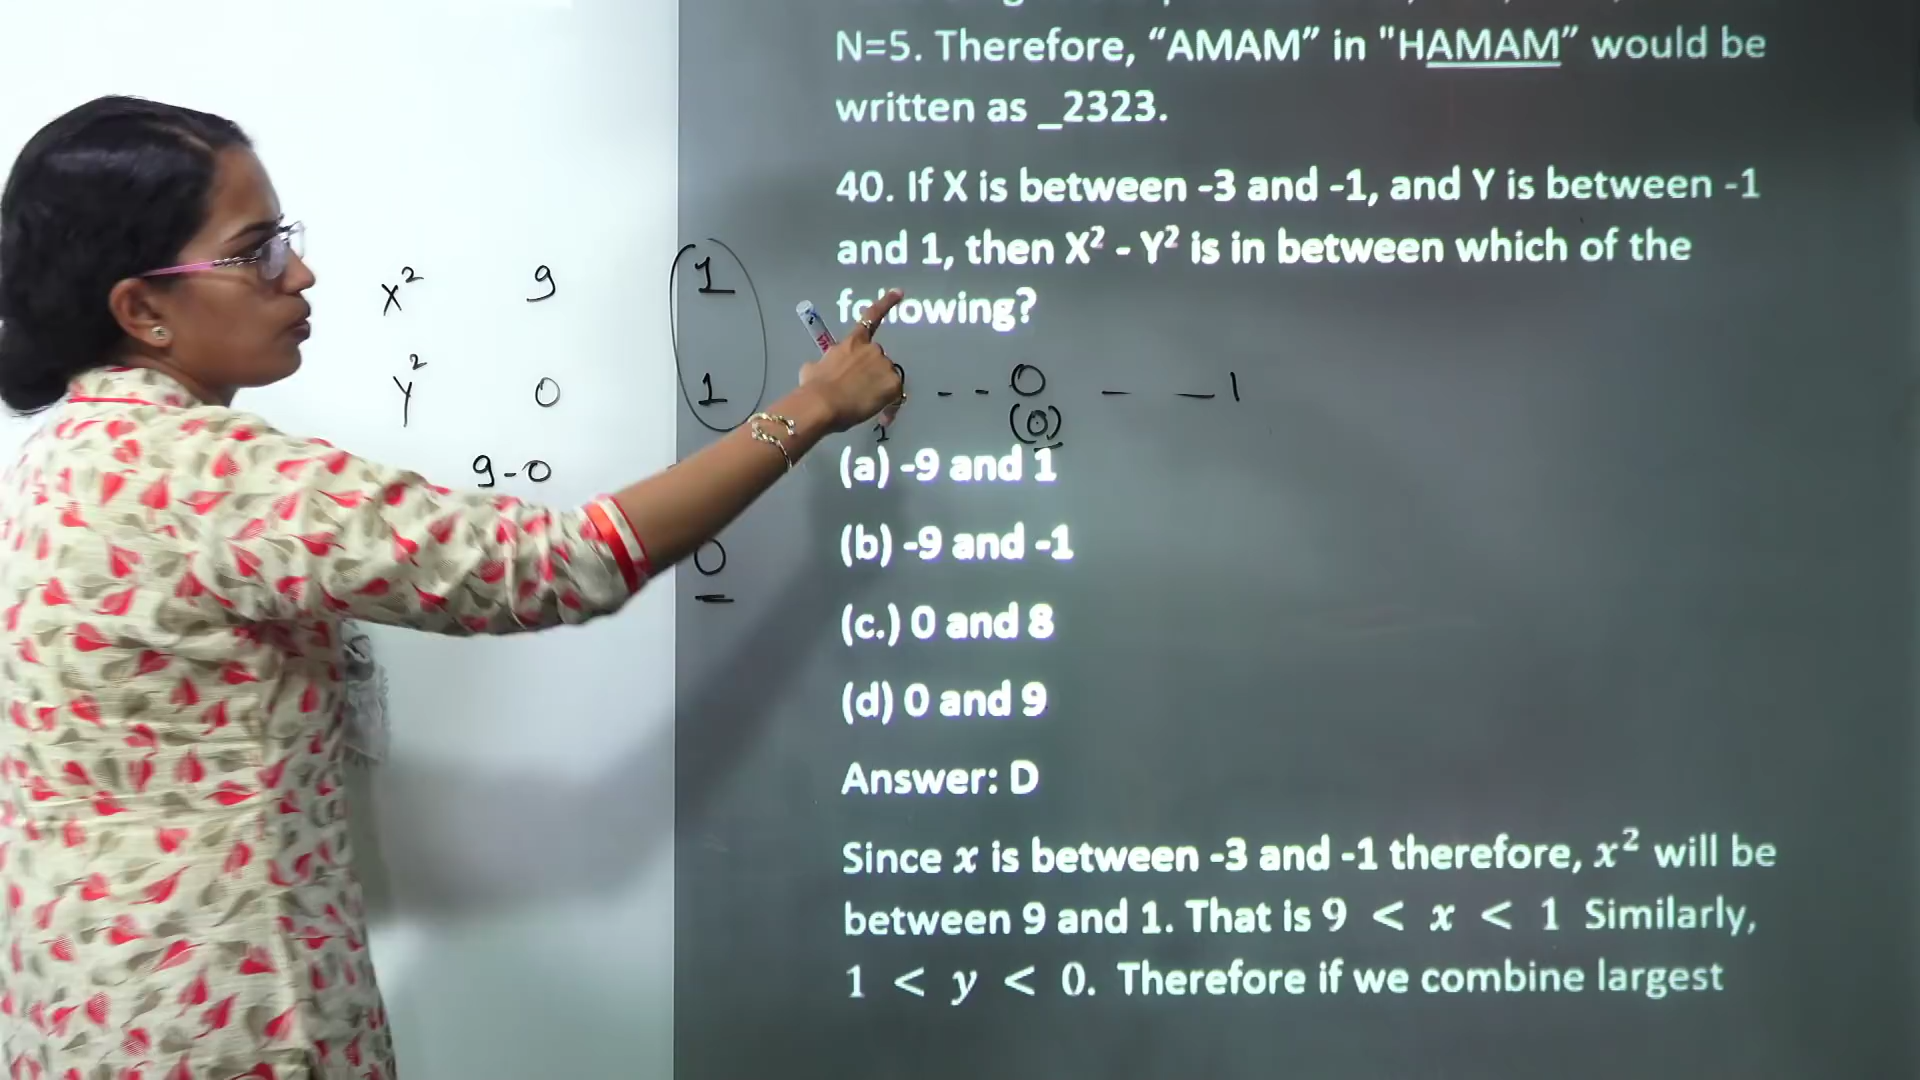 N=5. Therefore, “AMAM” in "HAMAM” would be
written as _2323.
40. If X is between -3 and -1, and Y is between -1
and 1, then X² - Y² is in between which of the
following?
x² 9 1
y² 0 1
-- 0 - -1
(0)
9-0
0
(a) -9 and 1
(b) -9 and -1
(c.) 0 and 8
(d) 0 and 9
Answer: D
Since x is between -3 and -1 therefore, x² will be
between 9 and 1. That is 9 < x < 1 Similarly,
1 < y < 0. Therefore if we combine largest